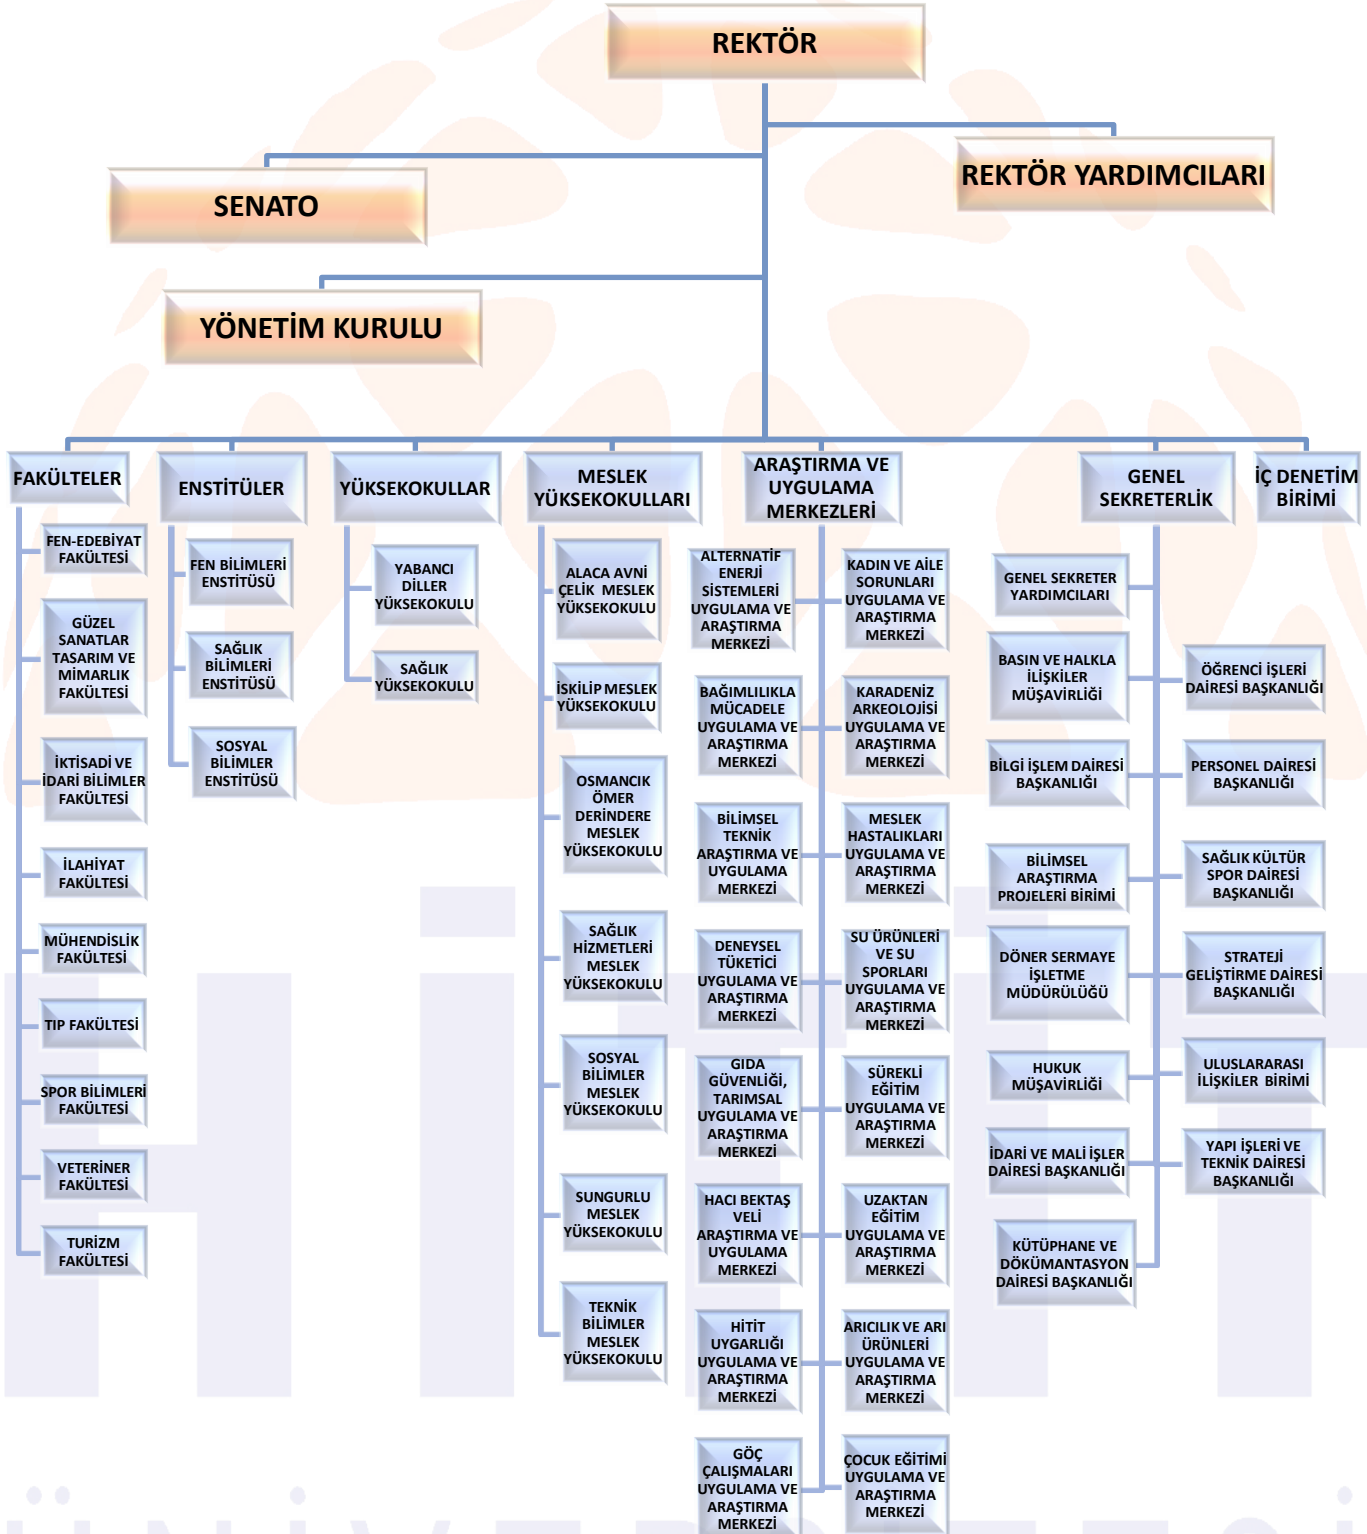 REKTÖR
REKTÖR YARDIMCILARI
SENATO
YÖNETİM KURULU
FAKÜLTELER
FEN-EDEBİYAT
FAKÜLTESİ
GÜZEL
SANATLAR
TASARIM VE
MİMARLIK
FAKÜLTESİ
İKTİSADİ VE
İDARİ BİLİMLER
FAKÜLTESİ
İLAHİYAT
FAKÜLTESİ
MÜHENDİSLİK
FAKÜLTESİ
TIP FAKÜLTESİ
SPOR BİLİMLERİ
FAKÜLTESİ
VETERİNER
FAKÜLTESİ
TURİZM
FAKÜLTESİ
ENSTİTÜLER
FEN BİLİMLERİ
ENSTİTÜSÜ
SAĞLIK
BİLİMLERİ
ENSTİTÜSÜ
SOSYAL
BİLİMLER
ENSTİTÜSÜ
YÜKSEKOKULLAR
YABANCI
DİLLER
YÜKSEKOKULU
SAĞLIK
YÜKSEKOKULU
MESLEK
YÜKSEKOKULLARI
ALACA AVNİ
ÇELİK MESLEK
YÜKSEKOKULU
İSKİLİP MESLEK
YÜKSEKOKULU
OSMANCIK
ÖMER
DERİNDERE
MESLEK
YÜKSEKOKULU
SAĞLIK
HİZMETLERİ
MESLEK
YÜKSEKOKULU
SOSYAL
BİLİMLER
MESLEK
YÜKSEKOKULU
SUNGURLU
MESLEK
YÜKSEKOKULU
TEKNİK
BİLİMLER
MESLEK
YÜKSEKOKULU
ARAŞTIRMA VE
UYGULAMA
MERKEZLERİ
ALTERNATİF
ENERJİ
SİSTEMLERİ
UYGULAMA VE
ARAŞTIRMA
MERKEZİ
KADIN VE AİLE
SORUNLARI
UYGULAMA VE
ARAŞTIRMA
MERKEZİ
BAĞIMLILIKLA
MÜCADELE
UYGULAMA VE
ARAŞTIRMA
MERKEZİ
KARADENİZ
ARKEOLOJİSİ
UYGULAMA VE
ARAŞTIRMA
MERKEZİ
BİLİMSEL
TEKNİK
ARAŞTIRMA VE
UYGULAMA
MERKEZİ
MESLEK
HASTALIKLARI
UYGULAMA VE
ARAŞTIRMA
MERKEZİ
DENEYSEL
TÜKETİCİ
UYGULAMA VE
ARAŞTIRMA
MERKEZİ
SU ÜRÜNLERİ
VE SU
SPORLARI
UYGULAMA VE
ARAŞTIRMA
MERKEZİ
GIDA
GÜVENLİĞİ,
TARIMSAL
UYGULAMA VE
ARAŞTIRMA
MERKEZİ
SÜREKLİ
EĞİTİM
UYGULAMA VE
ARAŞTIRMA
MERKEZİ
HACI BEKTAŞ
VELİ
ARAŞTIRMA VE
UYGULAMA
MERKEZİ
UZAKTAN
EĞİTİM
UYGULAMA VE
ARAŞTIRMA
MERKEZİ
HİTİT
UYGARLIĞI
UYGULAMA VE
ARAŞTIRMA
MERKEZİ
ARICILIK VE ARI
ÜRÜNLERİ
UYGULAMA VE
ARAŞTIRMA
MERKEZİ
GÖÇ
ÇALIŞMALARI
UYGULAMA VE
ARAŞTIRMA
MERKEZİ
ÇOCUK EĞİTİMİ
UYGULAMA VE
ARAŞTIRMA
MERKEZİ
GENEL
SEKRETERLİK
GENEL SEKRETER
YARDIMCILARI
BASIN VE HALKLA
İLİŞKİLER
MÜŞAVİRLİĞİ
ÖĞRENCİ İŞLERİ
DAİRESİ BAŞKANLIĞI
BİLGİ İŞLEM DAİRESİ
BAŞKANLIĞI
PERSONEL DAİRESİ
BAŞKANLIĞI
BİLİMSEL
ARAŞTIRMA
PROJELERİ BİRİMİ
SAĞLIK KÜLTÜR
SPOR DAİRESİ
BAŞKANLIĞI
DÖNER SERMAYE
İŞLETME
MÜDÜRLÜĞÜ
STRATEJİ
GELİŞTİRME DAİRESİ
BAŞKANLIĞI
HUKUK
MÜŞAVİRLİĞİ
ULUSLARARASI
İLİŞKİLER BİRİMİ
İDARİ VE MALİ İŞLER
DAİRESİ BAŞKANLIĞI
YAPI İŞLERİ VE
TEKNİK DAİRESİ
BAŞKANLIĞI
KÜTÜPHANE VE
DÖKÜMANTASYON
DAİRESİ BAŞKANLIĞI
İÇ DENETİM
BİRİMİ
HİTİT
ÜNİVERSİTESİ